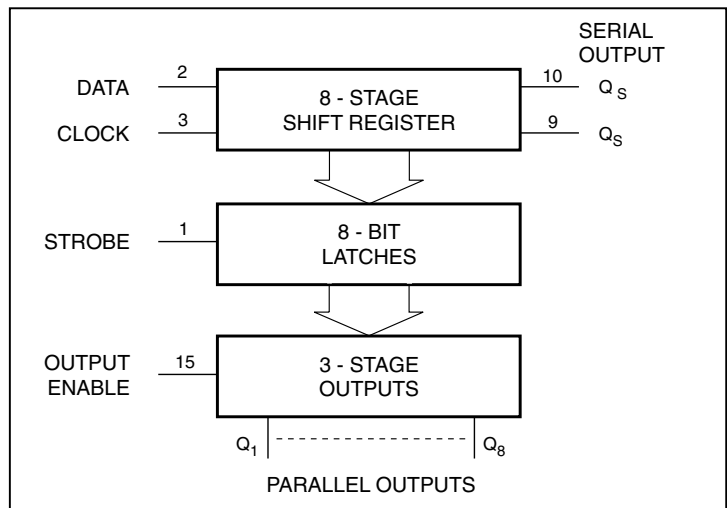 SERIAL
OUTPUT
DATA 2 8 - STAGE 10 Q S
CLOCK 3 SHIFT REGISTER 9 QS
STROBE 1 8 - BIT
LATCHES
OUTPUT 15 3 - STAGE
ENABLE OUTPUTS
Q1 Q8
PARALLEL OUTPUTS